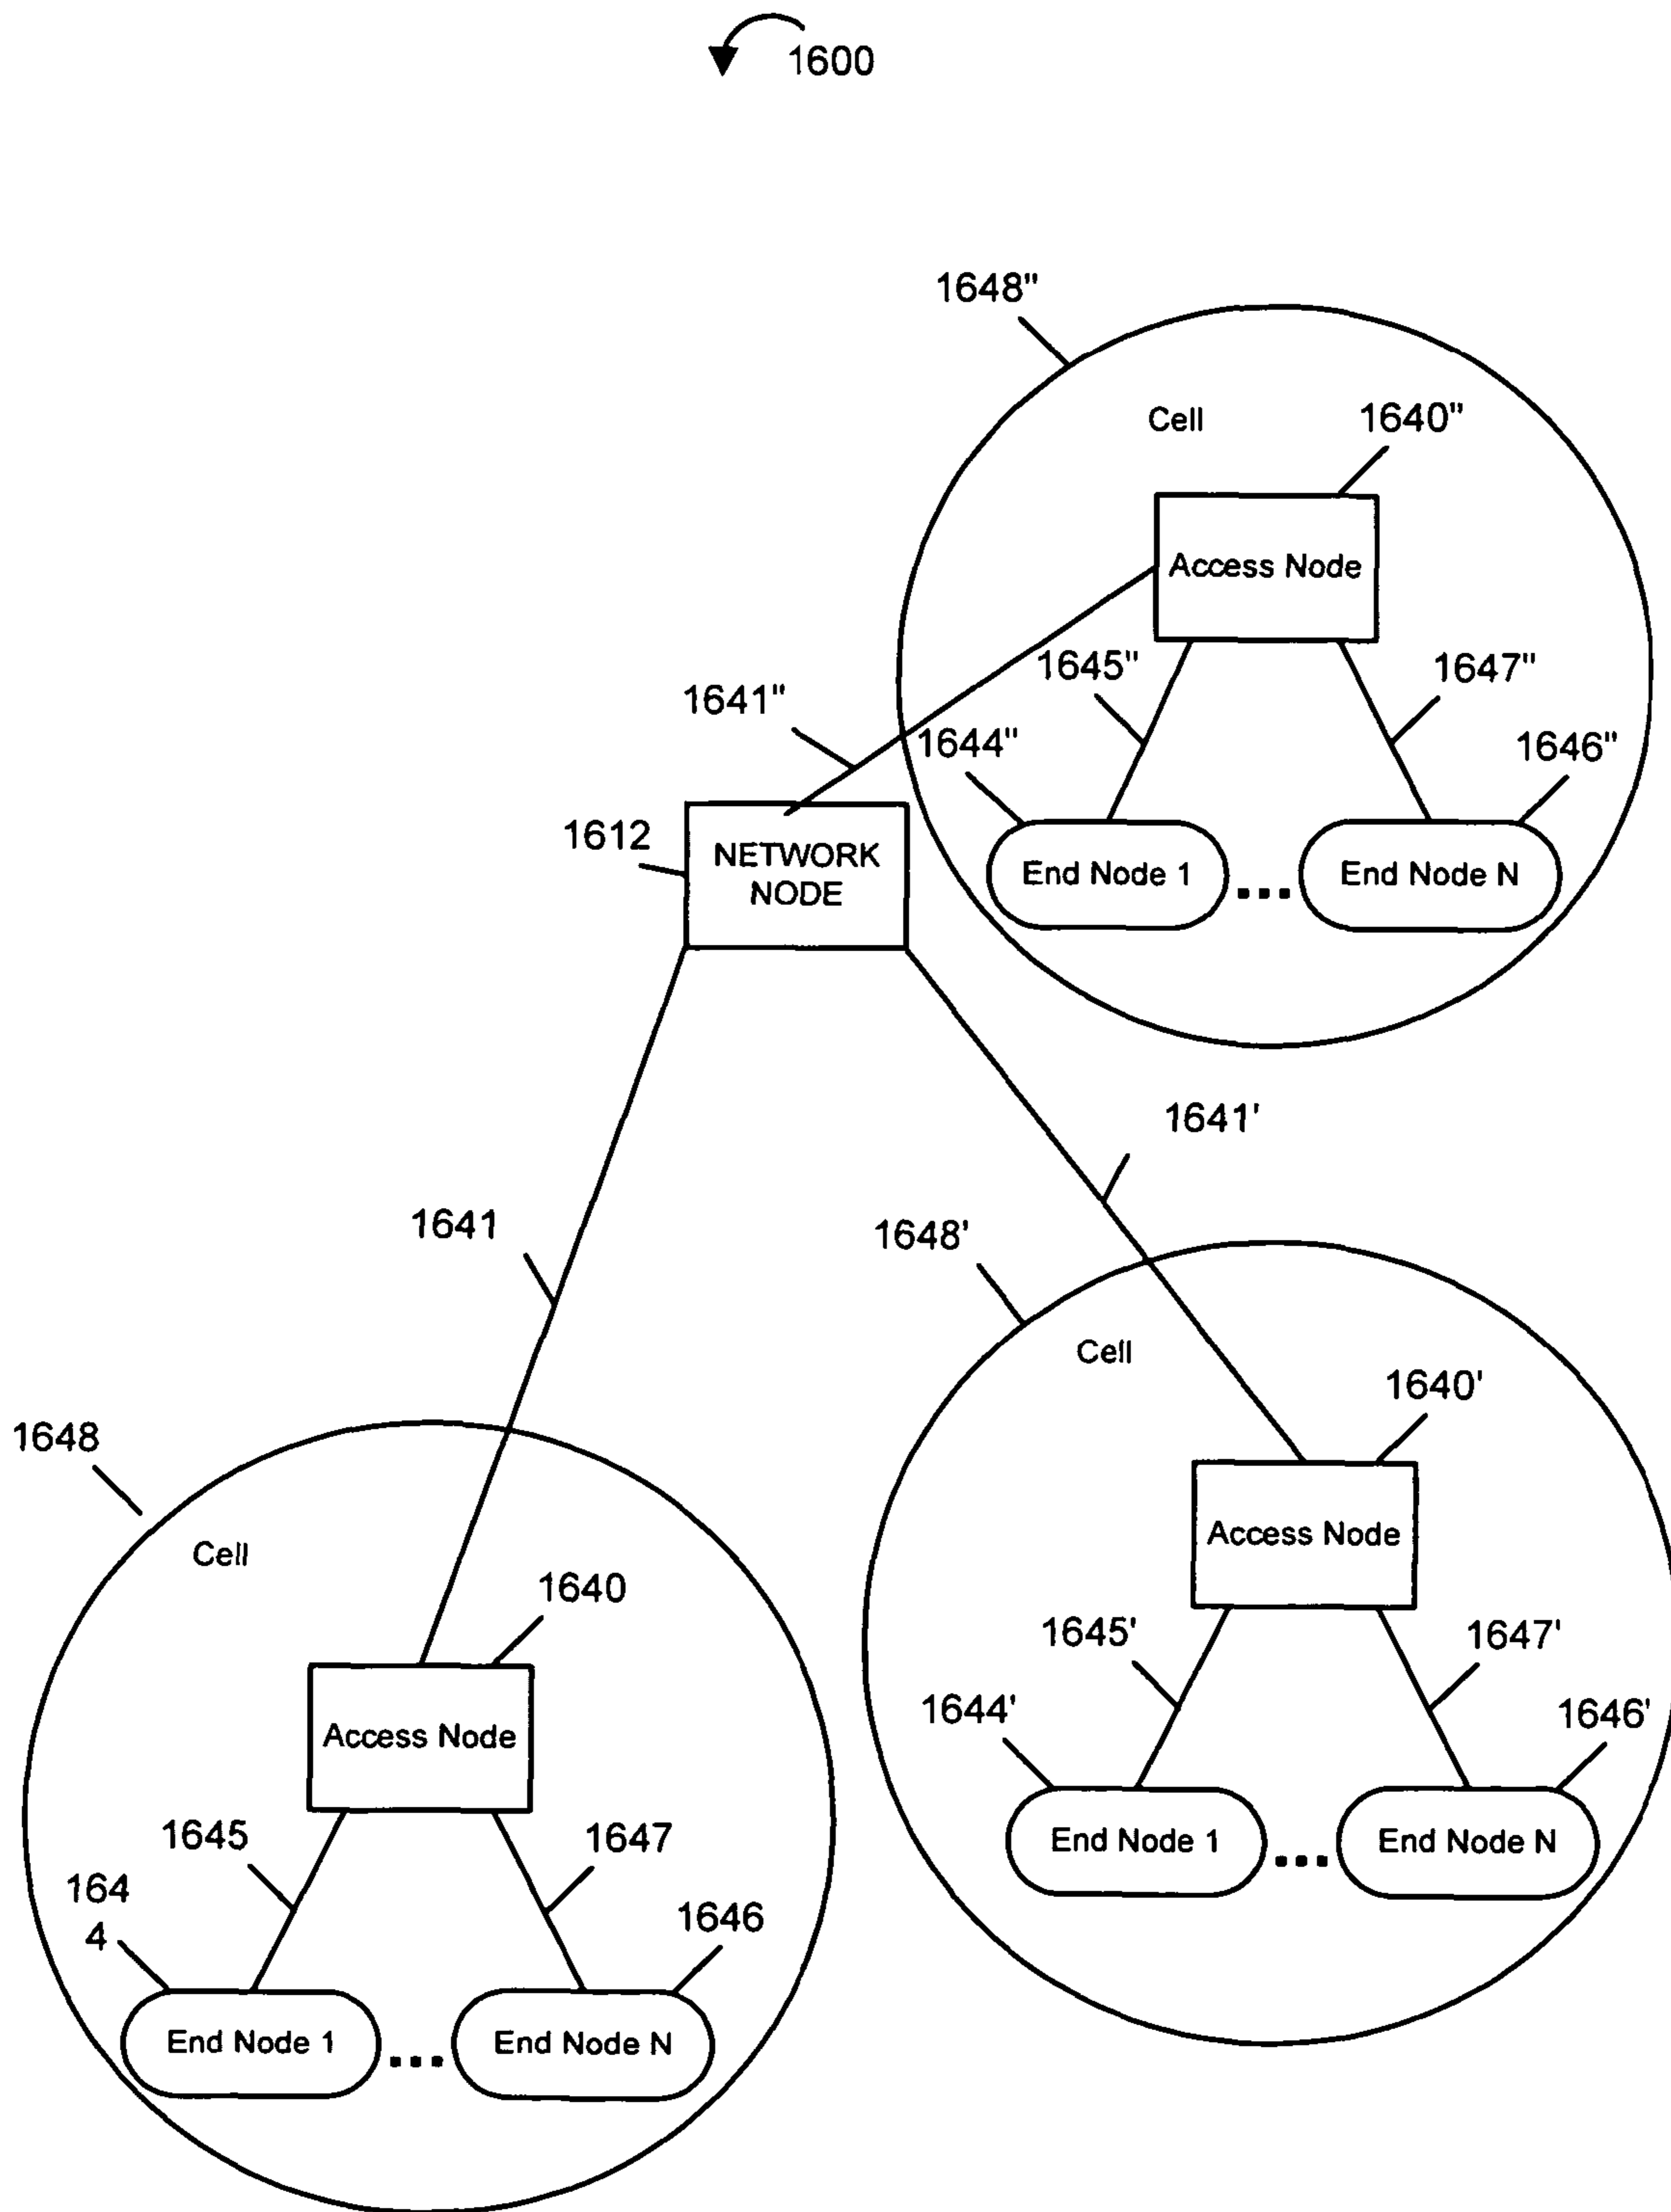 1600
1648"
Cell
1640"
Access Node
1645"
1647"
1641"
1644"
1646"
1612
NETWORK
NODE
End Node 1
...
End Node N
1641'
1641
1648'
Cell
1640'
1648
Access Node
Cell
1640
1645'
1647'
1644'
1646'
Access Node
End Node 1
...
End Node N
1645
1647
164
4
1646
End Node 1
...
End Node N